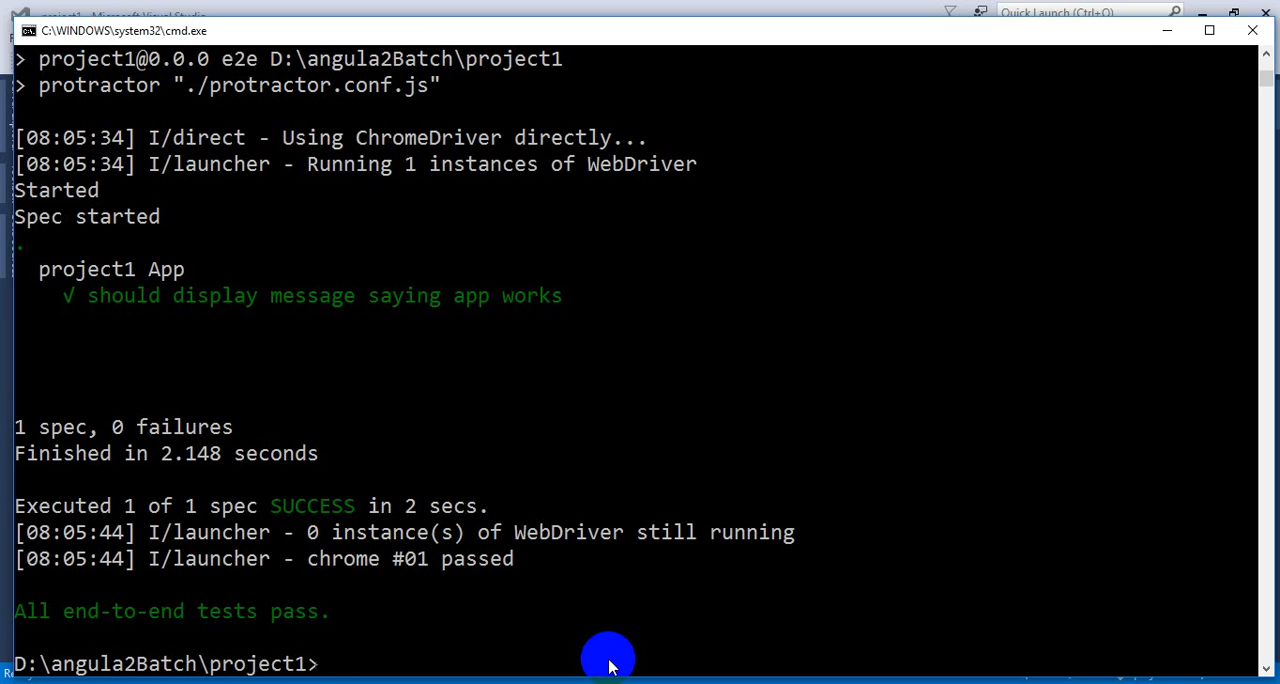 project1 - Microsoft Visual Studio
Quick Launch (Ctrl+Q)
C:\WINDOWS\system32\cmd.exe
> project1@0.0.0 e2e D:\angula2Batch\project1
> protractor "./protractor.conf.js"
[08:05:34] I/direct - Using ChromeDriver directly...
[08:05:34] I/launcher - Running 1 instances of WebDriver
Started
Spec started
.
project1 App
√ should display message saying app works
1 spec, 0 failures
Finished in 2.148 seconds
Executed 1 of 1 spec SUCCESS in 2 secs.
[08:05:44] I/launcher - 0 instance(s) of WebDriver still running
[08:05:44] I/launcher - chrome #01 passed
All end-to-end tests pass.
D:\angula2Batch\project1>